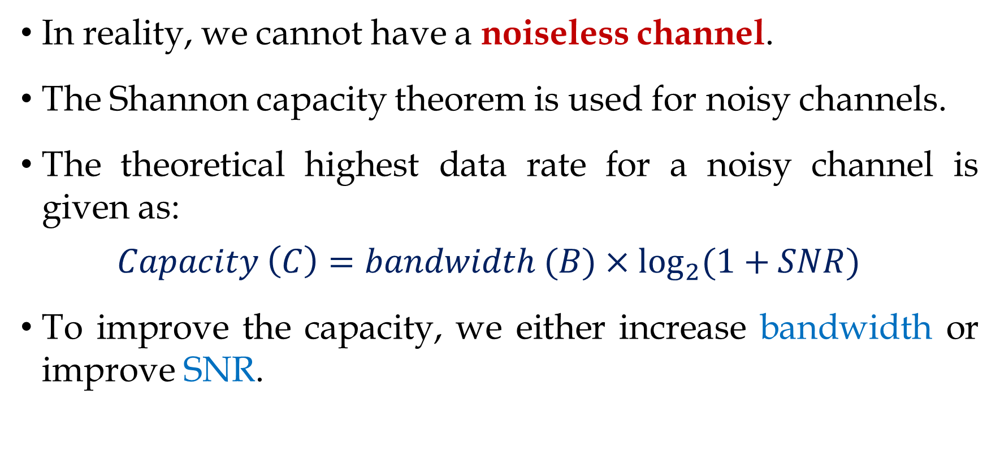 • In reality, we cannot have a noiseless channel.
• The Shannon capacity theorem is used for noisy channels.
• The theoretical highest data rate for a noisy channel is
given as:
Capacity (C) = bandwidth (B) × log₂(1 + SNR)
• To improve the capacity, we either increase bandwidth or
improve SNR.